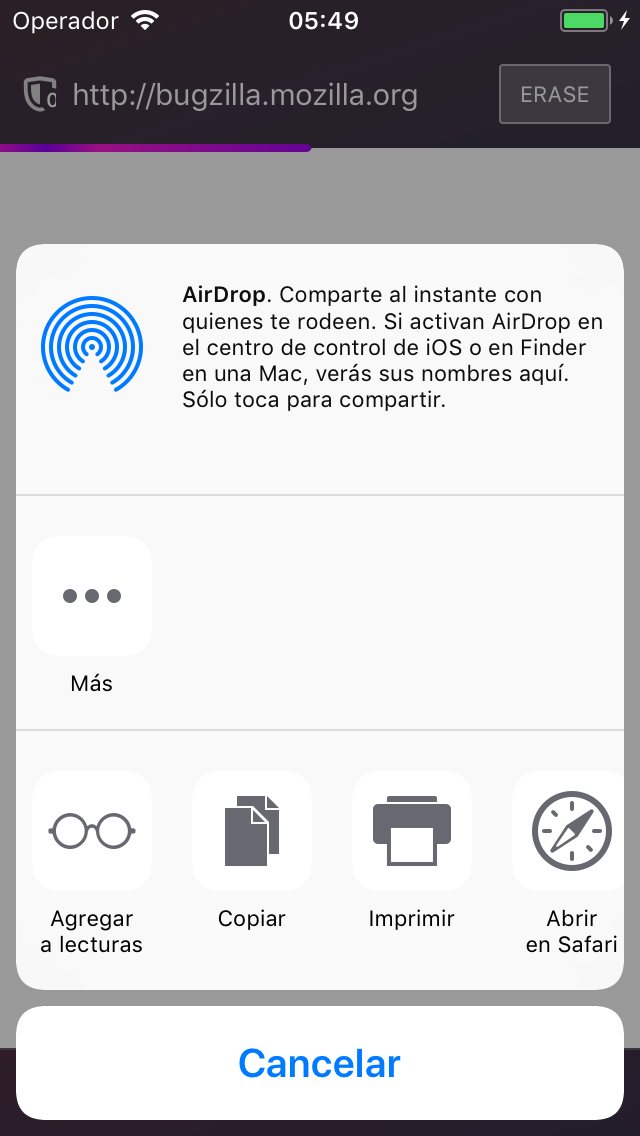 Operador 05:49
http://bugzilla.mozilla.org ERASE
AirDrop. Comparte al instante con
quienes te rodeen. Si activan AirDrop en
el centro de control de iOS o en Finder
en una Mac, verás sus nombres aquí.
Sólo toca para compartir.
Más
Agregar
a lecturas
Copiar
Imprimir
Abrir
en Safari
Cancelar